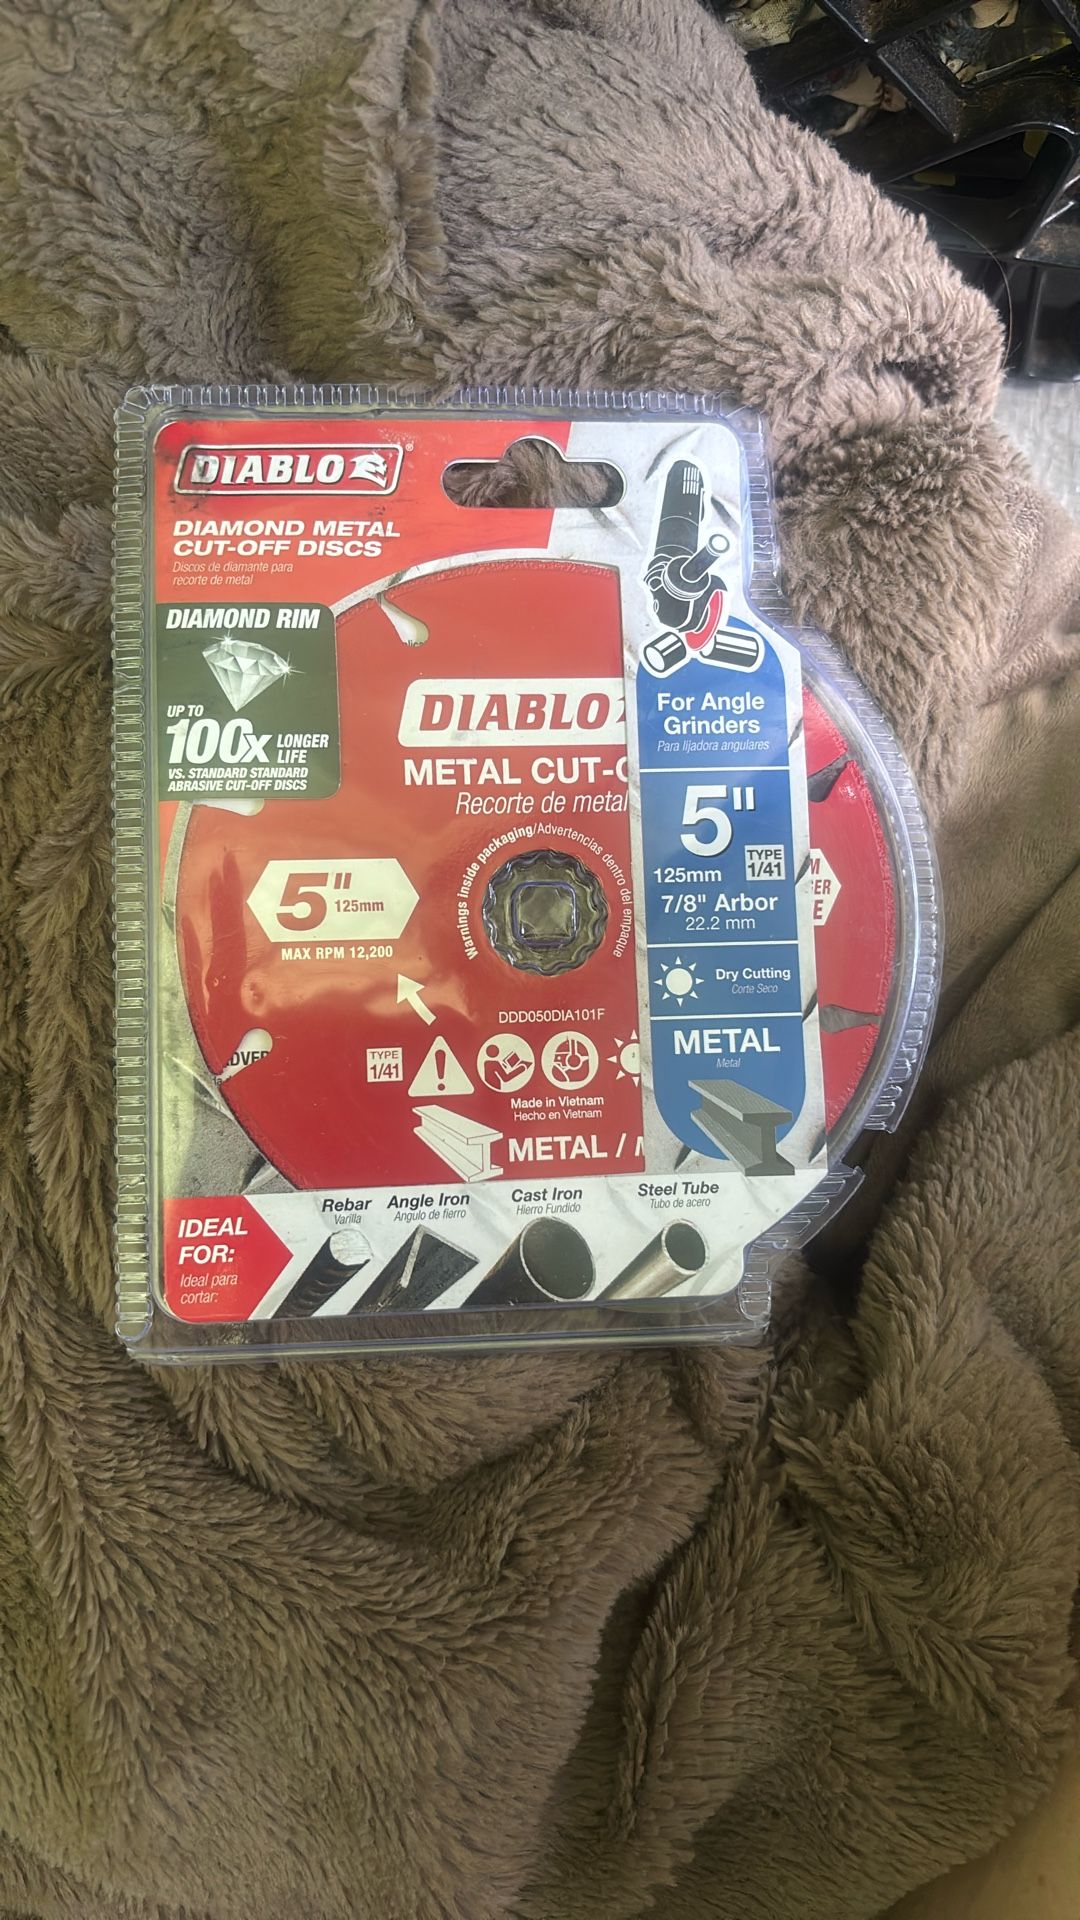 DIABLO®
DIAMOND METAL
CUT-OFF DISCS
Discos de diamante para
recorte de metal
DIAMOND RIM
UP TO
100x LONGER
LIFE
VS. STANDARD STANDARD
ABRASIVE CUT-OFF DISCS
DIABLO
METAL CUT-O
Recorte de metal
Warnings inside packaging/Advertencias dentro del empaque
5"
125mm
MAX RPM 12,200
DDD050DIA101F
TYPE
1/41
Made in Vietnam
Hecho en Vietnam
METAL /
ADVER
For Angle
Grinders
Para lijadora angulares
5"
125mm
TYPE
1/41
7/8" Arbor
22.2 mm
Dry Cutting
Corte Seco
METAL
Metal
IDEAL
FOR:
Ideal para
cortar:
Rebar
Varilla
Angle Iron
Angulo de fierro
Cast Iron
Hierro Fundido
Steel Tube
Tubo de acero